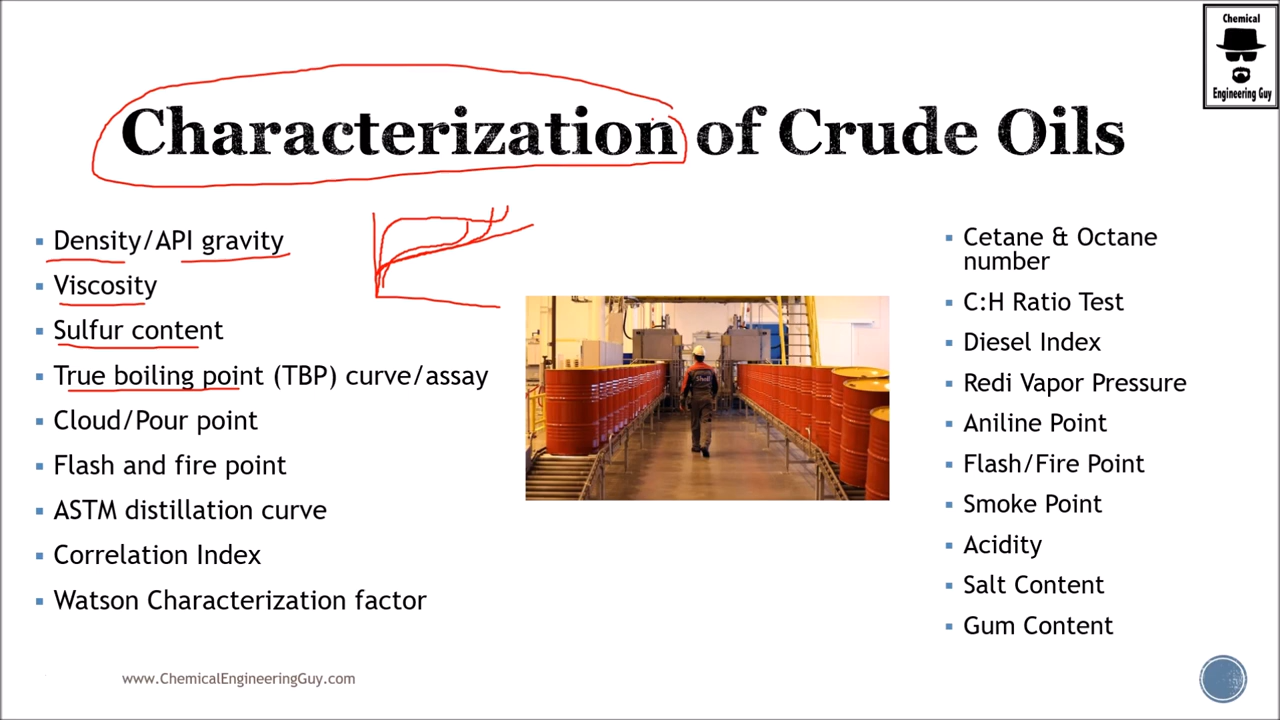 Chemical
Engineering Guy
Characterization of Crude Oils
Density/API gravity
Viscosity
Sulfur content
True boiling point (TBP) curve/assay
Cloud/Pour point
Flash and fire point
ASTM distillation curve
Correlation Index
Watson Characterization factor
Cetane & Octane
number
C:H Ratio Test
Diesel Index
Redi Vapor Pressure
Aniline Point
Flash/Fire Point
Smoke Point
Acidity
Salt Content
Gum Content
Shell
www.ChemicalEngineeringGuy.com